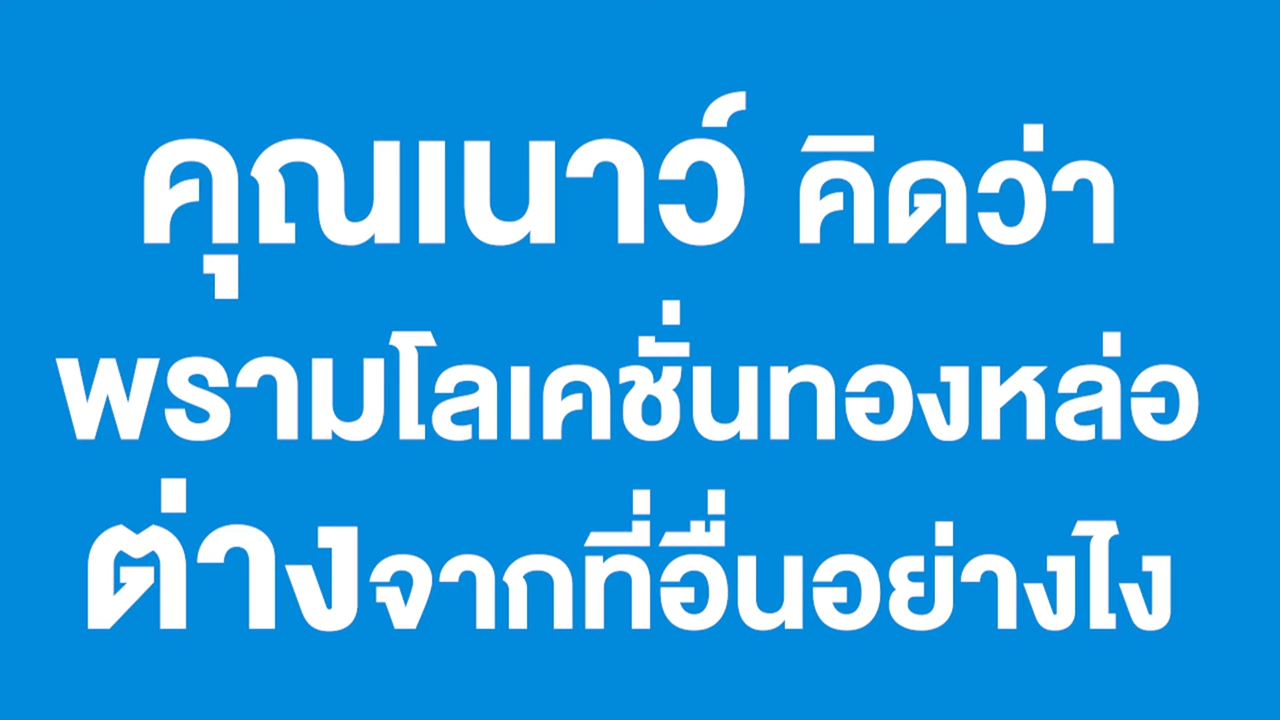 คุณเนาว์ คิดว่า
พรามโลเคชั่นทองหล่อ
ต่างจากที่อื่นอย่างไง